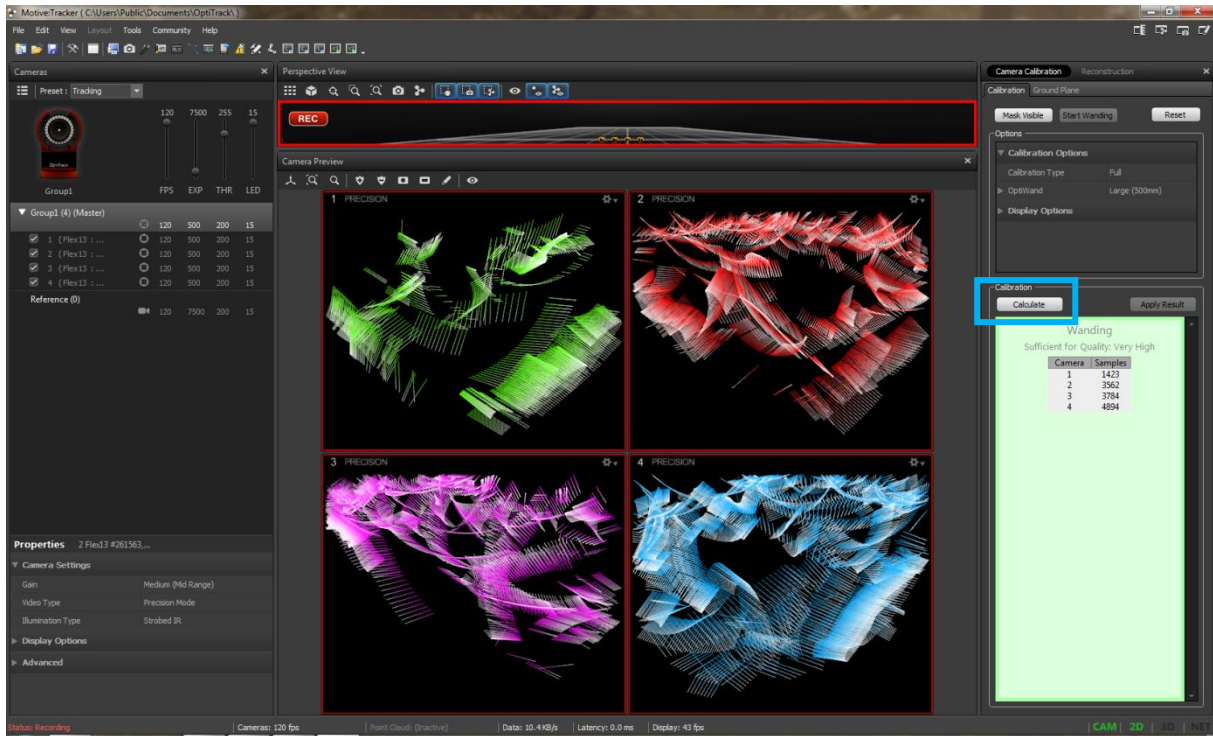 Motive:Tracker ( C:\Users\Public\Documents\OptiTrack\ )
File Edit View Layout Tools Community Help
Cameras
Preset : Tracking
120 7500 255 15
OptiTrack
Group1 FPS EXP THR LED
Group1 (4) (Master)
120 500 200 15
1 (Flex13 : ... 120 500 200 15
2 (Flex13 : ... 120 500 200 15
3 (Flex13 : ... 120 500 200 15
4 (Flex13 : ... 120 500 200 15
Reference (0)
120 7500 200 15
Properties 2 Flex13 #261563,...
Camera Settings
Gain Medium (Mid Range)
Video Type Precision Mode
Illumination Type Strobed IR
Display Options
Advanced
Perspective View
REC
Camera Preview
1 PRECISION
2 PRECISION
3 PRECISION
4 PRECISION
Camera Calibration Reconstruction
Calibration Ground Plane
Mask Visible Start Wanding Reset
Options
Calibration Options
Calibration Type Full
OptiWand Large (500mm)
Display Options
Calibration
Calculate Apply Result
Wanding
Sufficient for Quality: Very High
Camera Samples
1 1423
2 3562
3 3784
4 4894
Status: Recording Cameras: 120 fps Point Cloud: (Inactive) Data: 10.4 KB/s Latency: 0.0 ms Display: 43 fps CAM 2D 3D NET